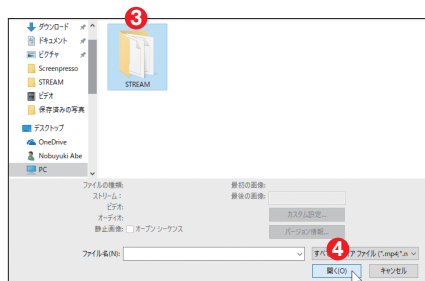 3
ダウンロード
ドキュメント
ピクチャ
Screenpresso
STREAM
ビデオ
保存済みの写真
デスクトップ
OneDrive
Nobuyuki Abe
PC
STREAM
ファイルの種類:
ストリーム:
ビデオ:
オーディオ:
静止画像: オープン シーケンス
最初の画像:
最後の画像:
カスタム設定...
バージョン情報...
4
ファイル名(N):
すべ ア ファイル (*.mp4;*.n
開く(O)
キャンセル